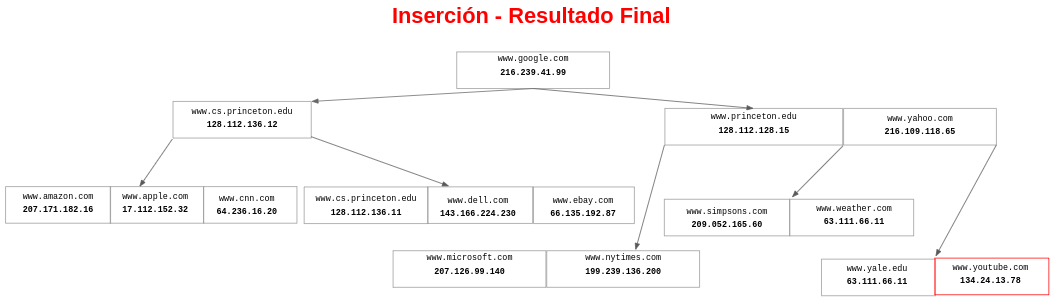 Inserción - Resultado Final
www.google.com
216.239.41.99
www.cs.princeton.edu
128.112.136.12
www.princeton.edu
128.112.128.15
www.yahoo.com
216.109.118.65
www.amazon.com
207.171.182.16
www.apple.com
17.112.152.32
www.cnn.com
64.236.16.20
www.cs.princeton.edu
128.112.136.11
www.dell.com
143.166.224.230
www.ebay.com
66.135.192.87
www.simpsons.com
209.052.165.60
www.weather.com
63.111.66.11
www.microsoft.com
207.126.99.140
www.nytimes.com
199.239.136.200
www.yale.edu
63.111.66.11
www.youtube.com
134.24.13.78